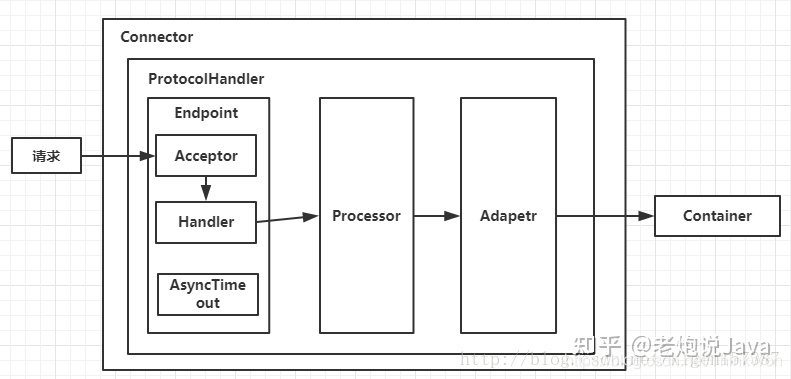 Connector
ProtocolHandler
Endpoint
请求
Acceptor
Handler
Processor
Adapetr
Container
AsyncTime
out
知乎 @老炮说Java